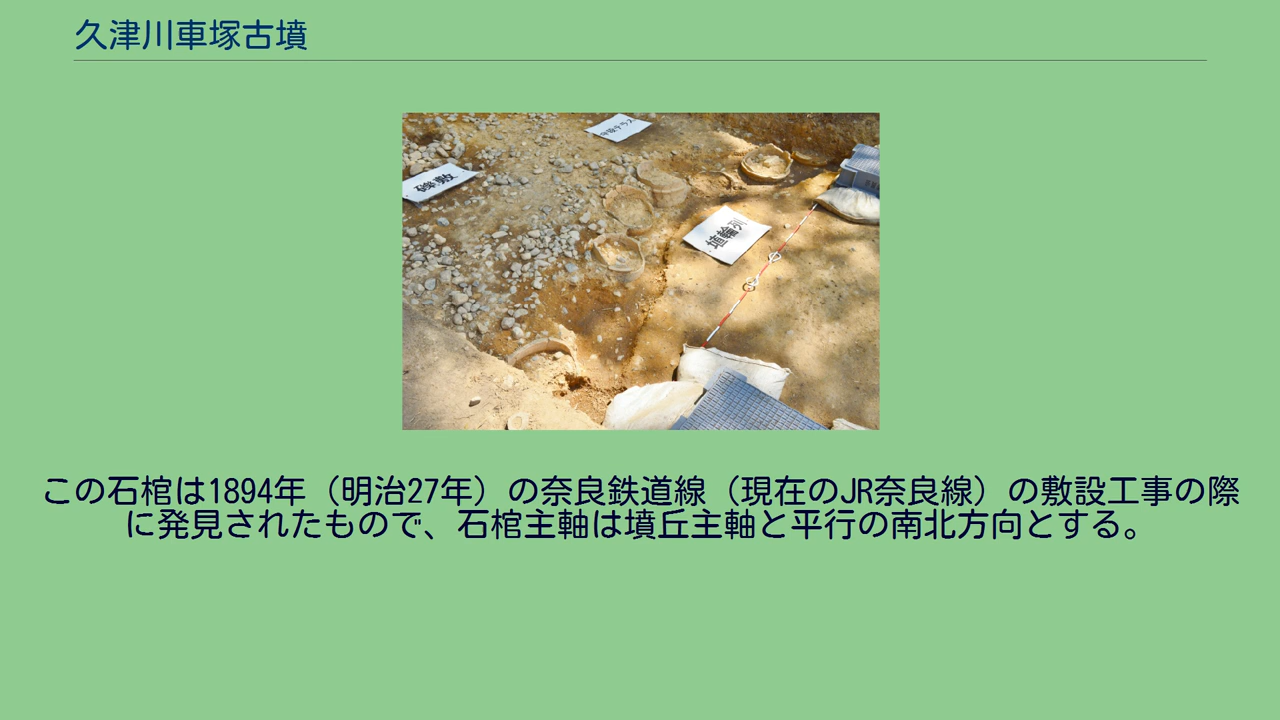 久津川車塚古墳
テラス
礫敷
埴輪列
この石棺は1894年（明治27年）の奈良鉄道線（現在のJR奈良線）の敷設工事の際
に発見されたもので、石棺主軸は墳丘主軸と平行の南北方向とする。